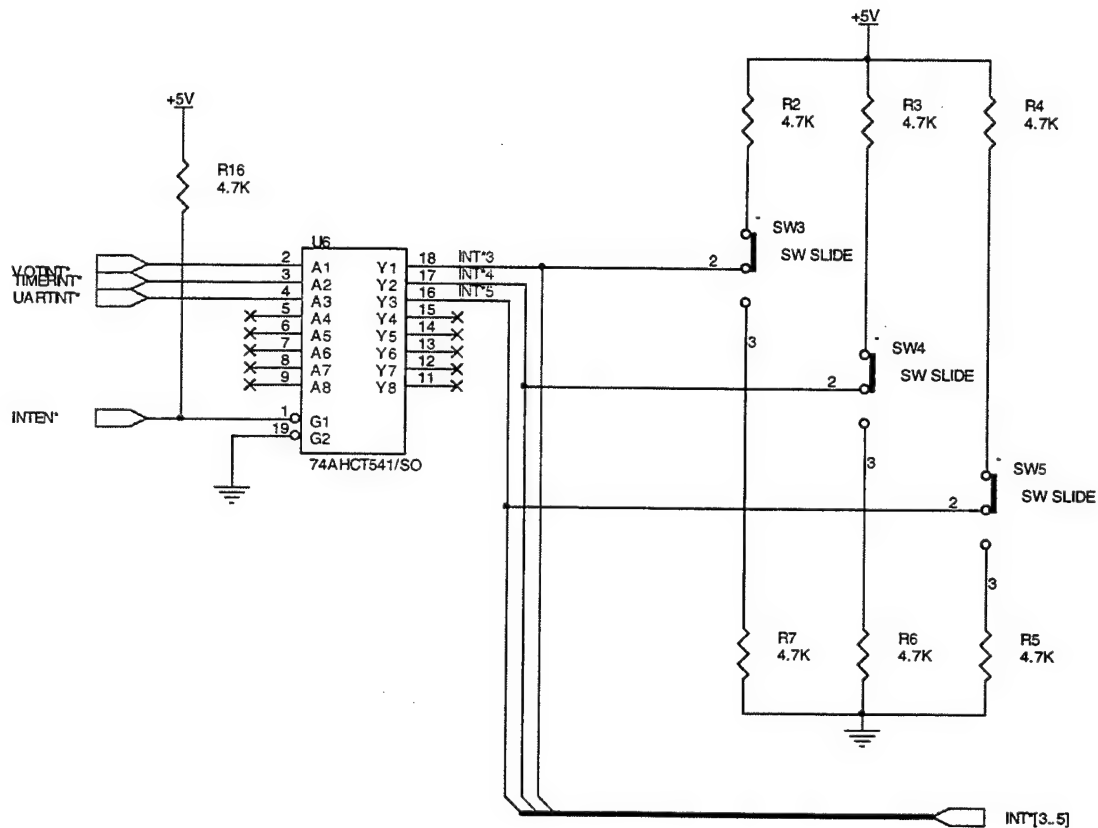 +5V
+5V
R2
4.7K
R3
4.7K
R4
4.7K
R16
4.7K
U6
SW3
SW SLIDE
VOTINT*
TIMERINT*
UARTINT*
2 A1 Y1 18 INT*3
3 A2 Y2 17 INT*4
4 A3 Y3 16 INT*5
5 A4 Y4 15
6 A5 Y5 14
7 A6 Y6 13
8 A7 Y7 12
9 A8 Y8 11
2
3
SW4
SW SLIDE
2
3
INTEN*
1 G1
19 G2
74AHCT541/SO
SW5
SW SLIDE
2
3
R7
4.7K
R6
4.7K
R5
4.7K
INT*[3..5]